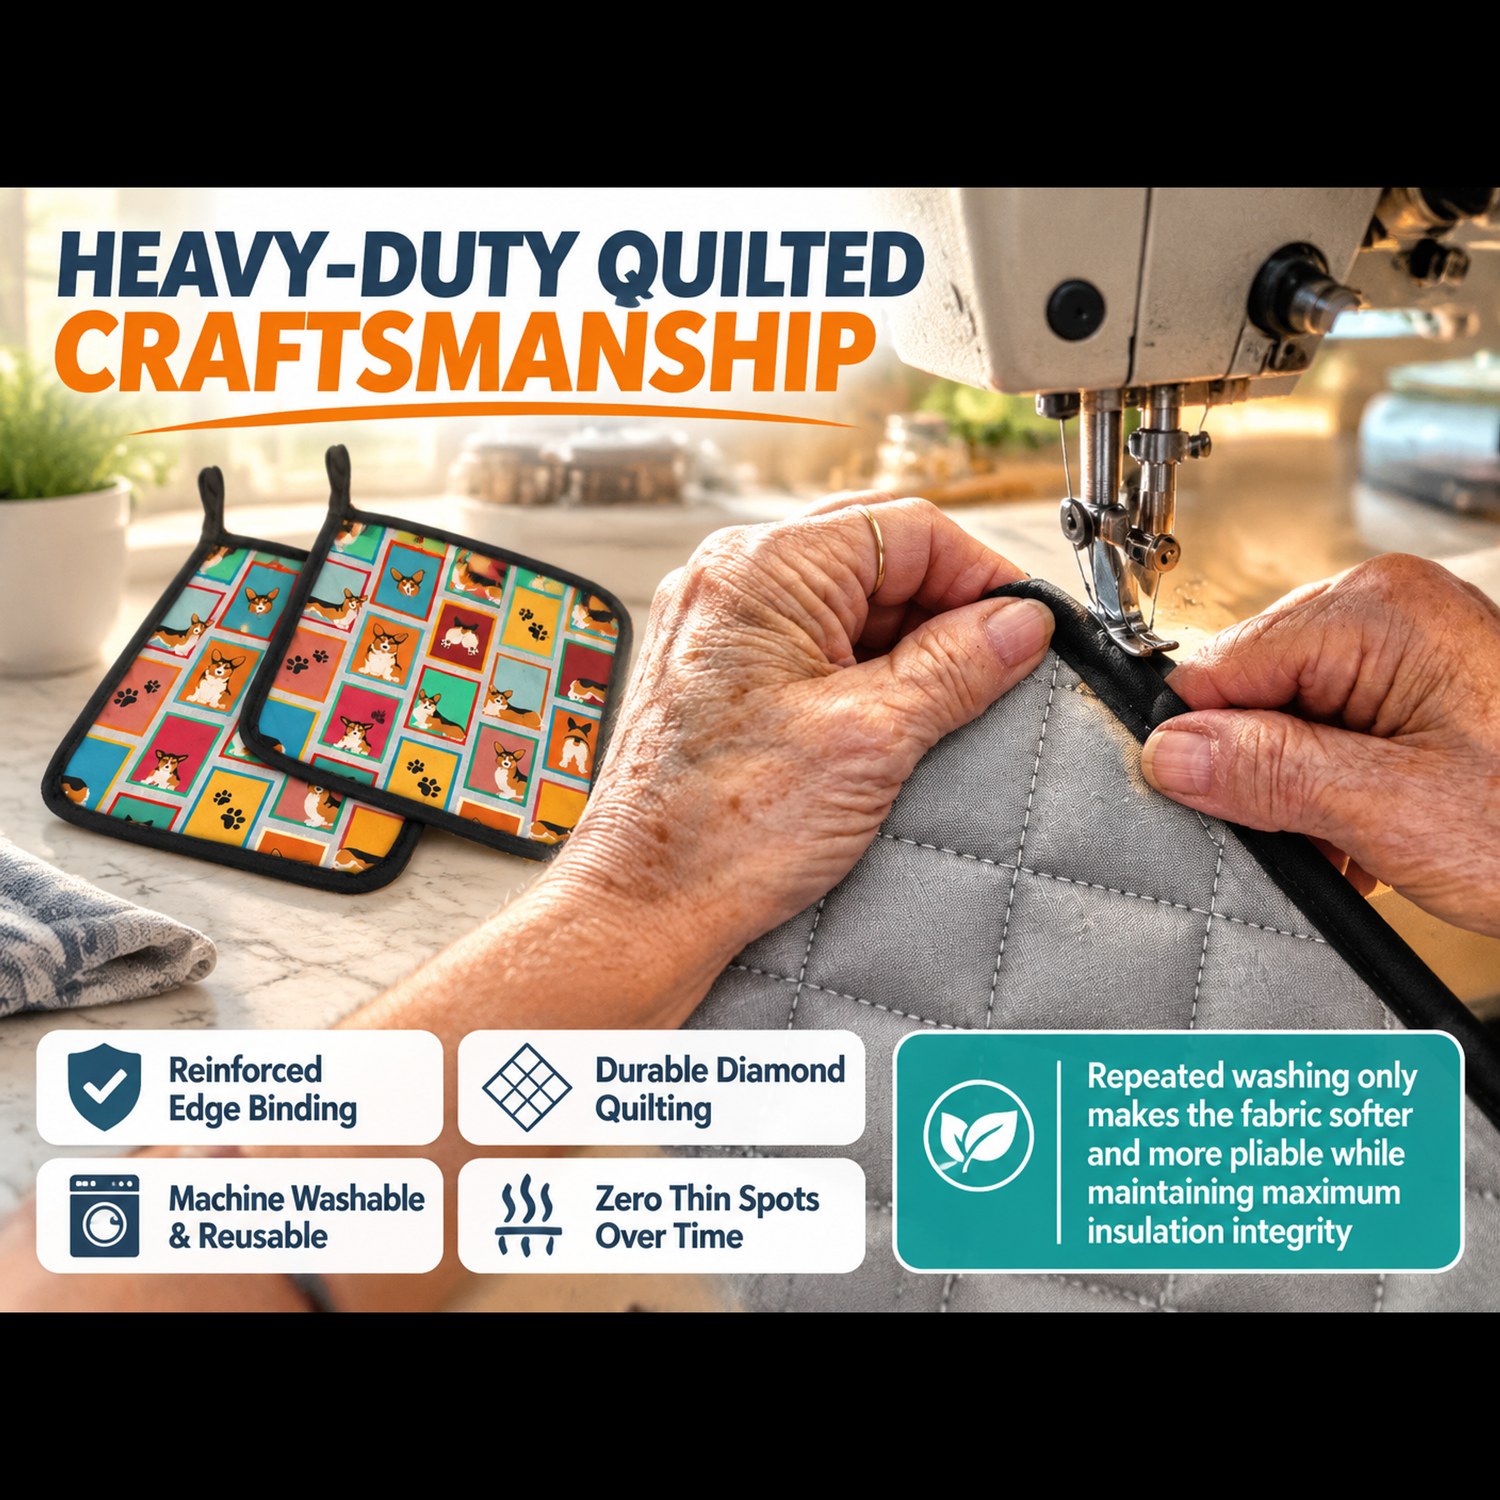 HEAVY-DUTY QUILTED
CRAFTSMANSHIP
Reinforced
Edge Binding
Durable Diamond
Quilting
Machine Washable
& Reusable
Zero Thin Spots
Over Time
Repeated washing only
makes the fabric softer
and more pliable while
maintaining maximum
insulation integrity